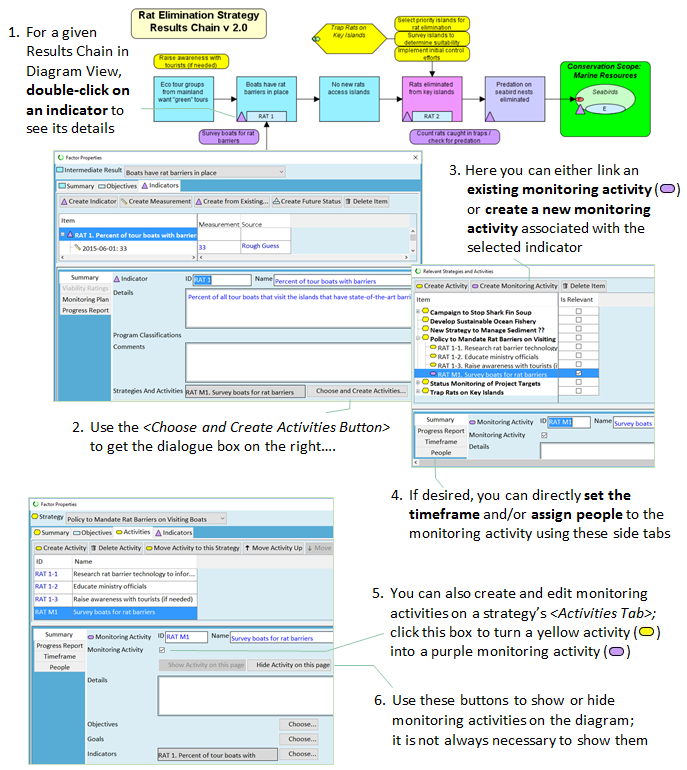 Rat Elimination Strategy
Results Chain v 2.0
Trap Rats on
Key Islands
Select priority islands for
rat elimination
Survey islands to
determine suitability
Implement initial control
efforts
1. For a given
Results Chain in
Diagram View,
double-click on
an indicator to
see its details
Raise awareness with
tourists (if needed)
Eco tour groups
from mainland
want "green" tours
Boats have rat
barriers in place
RAT 1
No new rats
access islands
Rats eliminated
from key islands
RAT 2
Predation on
seabird nests
eliminated
Conservation Scope:
Marine Resources
Seabirds
E
Survey boats for rat
barriers
Count rats caught in traps /
check for predation
Factor Properties
Intermediate Result Boats have rat barriers in place
Summary Objectives Indicators
Create Indicator Create Measurement Create from Existing... Create Future Status Delete Item
Item Measurement Source
RAT 1. Percent of tour boats with barrier
2015-06-01: 33 33 Rough Guess
Summary
Viability Ratings
Monitoring Plan
Progress Report
Indicator ID RAT 1 Name Percent of tour boats with barriers
Details Percent of all tour boats that visit the islands that have state-of-the-art barri
Program Classifications
Comments
Strategies And Activities RAT M1. Survey boats for rat barriers Choose and Create Activities...
3. Here you can either link an
existing monitoring activity ( )
or create a new monitoring
activity associated with the
selected indicator
Relevant Strategies and Activities
Create Activity Create Monitoring Activity Delete Item
Item Is Relevant
Campaign to Stop Shark Fin Soup
Develop Sustainable Ocean Fishery
New Strategy to Manage Sediment ??
Policy to Mandate Rat Barriers on Visiting
RAT 1-1. Research rat barrier technology
RAT 1-2. Educate ministry officials
RAT 1-3. Raise awareness with tourists (i
RAT M1. Survey boats for rat barriers
Status Monitoring of Project Targets
Trap Rats on Key Islands
Summary
Progress Report
Timeframe
People
Monitoring Activity ID RAT M1 Name Survey boats
Monitoring Activity
Details
2. Use the <Choose and Create Activities Button>
to get the dialogue box on the right....
4. If desired, you can directly set the
timeframe and/or assign people to the
monitoring activity using these side tabs
Factor Properties
Strategy Policy to Mandate Rat Barriers on Visiting Boats
Summary Objectives Activities Indicators
Create Activity Delete Activity Move Activity to this Strategy Move Activity Up Move
ID Name
RAT 1-1 Research rat barrier technology to infor...
RAT 1-2 Educate ministry officials
RAT 1-3 Raise awareness with tourists (if needed)
RAT M1 Survey boats for rat barriers
Summary
Progress Report
Timeframe
People
Monitoring Activity ID RAT M1 Name Survey boats for rat barriers
Monitoring Activity
Show Activity on this page Hide Activity on this page
Details
Objectives Choose...
Goals Choose...
Indicators RAT 1. Percent of tour boats with Choose...
5. You can also create and edit monitoring
activities on a strategy's <Activities Tab>;
click this box to turn a yellow activity ( )
into a purple monitoring activity ( )
6. Use these buttons to show or hide
monitoring activities on the diagram;
it is not always necessary to show them